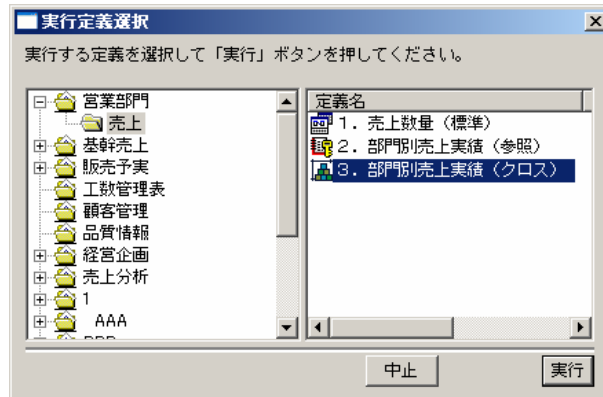 実行定義選択
実行する定義を選択して「実行」ボタンを押してください。
営業部門
売上
基幹売上
販売予実
工数管理表
顧客管理
品質情報
経営企画
売上分析
1
AAA
定義名
1．売上数量（標準）
2．部門別売上実績（参照）
3．部門別売上実績（クロス）
中止
実行